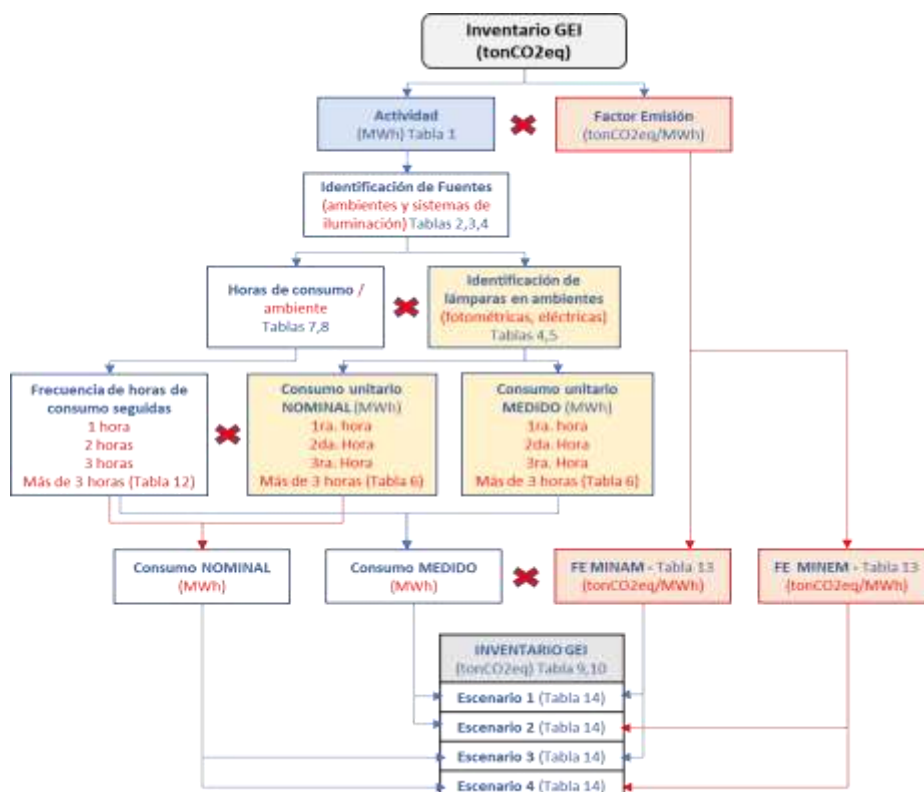 Inventario GEI
(tonCO2eq)
Actividad
(MWh) Tabla 1
Factor Emisión
(tonCO2eq/MWh)
Identificación de Fuentes
(ambientes y sistemas de
iluminación) Tablas 2,3,4
Horas de consumo /
ambiente
Tablas 7,8
Identificación de
lámparas en ambientes
(fotométricas, eléctricas)
Tablas 4,5
Frecuencia de horas de
consumo seguidas
1 hora
2 horas
3 horas
Más de 3 horas (Tabla 12)
Consumo unitario
NOMINAL (MWh)
1ra. hora
2da. Hora
3ra. Hora
Más de 3 horas (Tabla 6)
Consumo unitario
MEDIDO (MWh)
1ra. hora
2da. Hora
3ra. Hora
Más de 3 horas (Tabla 6)
Consumo NOMINAL
(MWh)
Consumo MEDIDO
(MWh)
FE MINAM - Tabla 13
(tonCO2eq/MWh)
FE MINEM - Tabla 13
(tonCO2eq/MWh)
INVENTARIO GEI
(tonCO2eq) Tabla 9,10
Escenario 1 (Tabla 14)
Escenario 2 (Tabla 14)
Escenario 3 (Tabla 14)
Escenario 4 (Tabla 14)